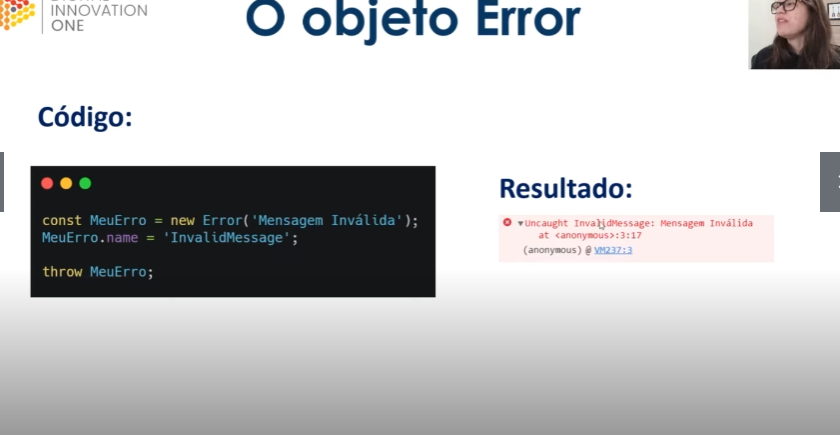 INNOVATION
ONE
O objeto Error
Código:
const MeuErro = new Error('Mensagem Inválida');
MeuErro.name = 'InvalidMessage';
throw MeuErro;
Resultado:
Uncaught InvalidMessage: Mensagem Inválida
at <anonymous>:3:17
(anonymous) @ VM237:3